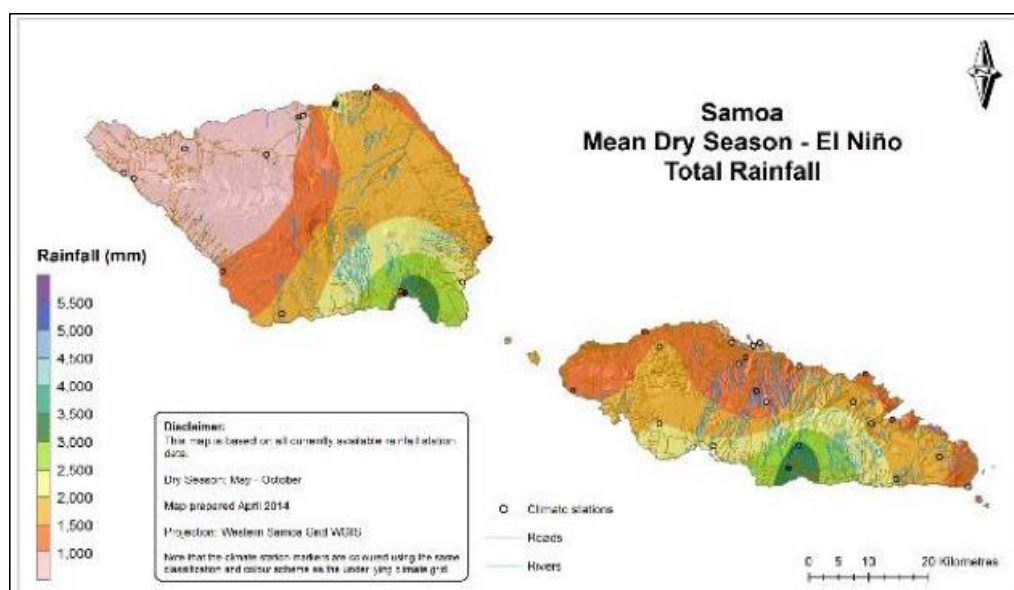 Samoa
Mean Dry Season - El Niño
Total Rainfall
Rainfall (mm)
5,500
5,000
4,500
4,000
3,500
3,000
2,500
2,000
1,500
1,000
Disclaimer:
This map is based on all currently available rainfall station
data.
Dry Season: May - October
Map prepared April 2014
Projection: Western Samoa Grid
Note that the climate station markers are coloured using the same
classification and colour scheme as the underlying climate grid.
Climate stations
Roads
Rivers
0 5 10 20 Kilometres